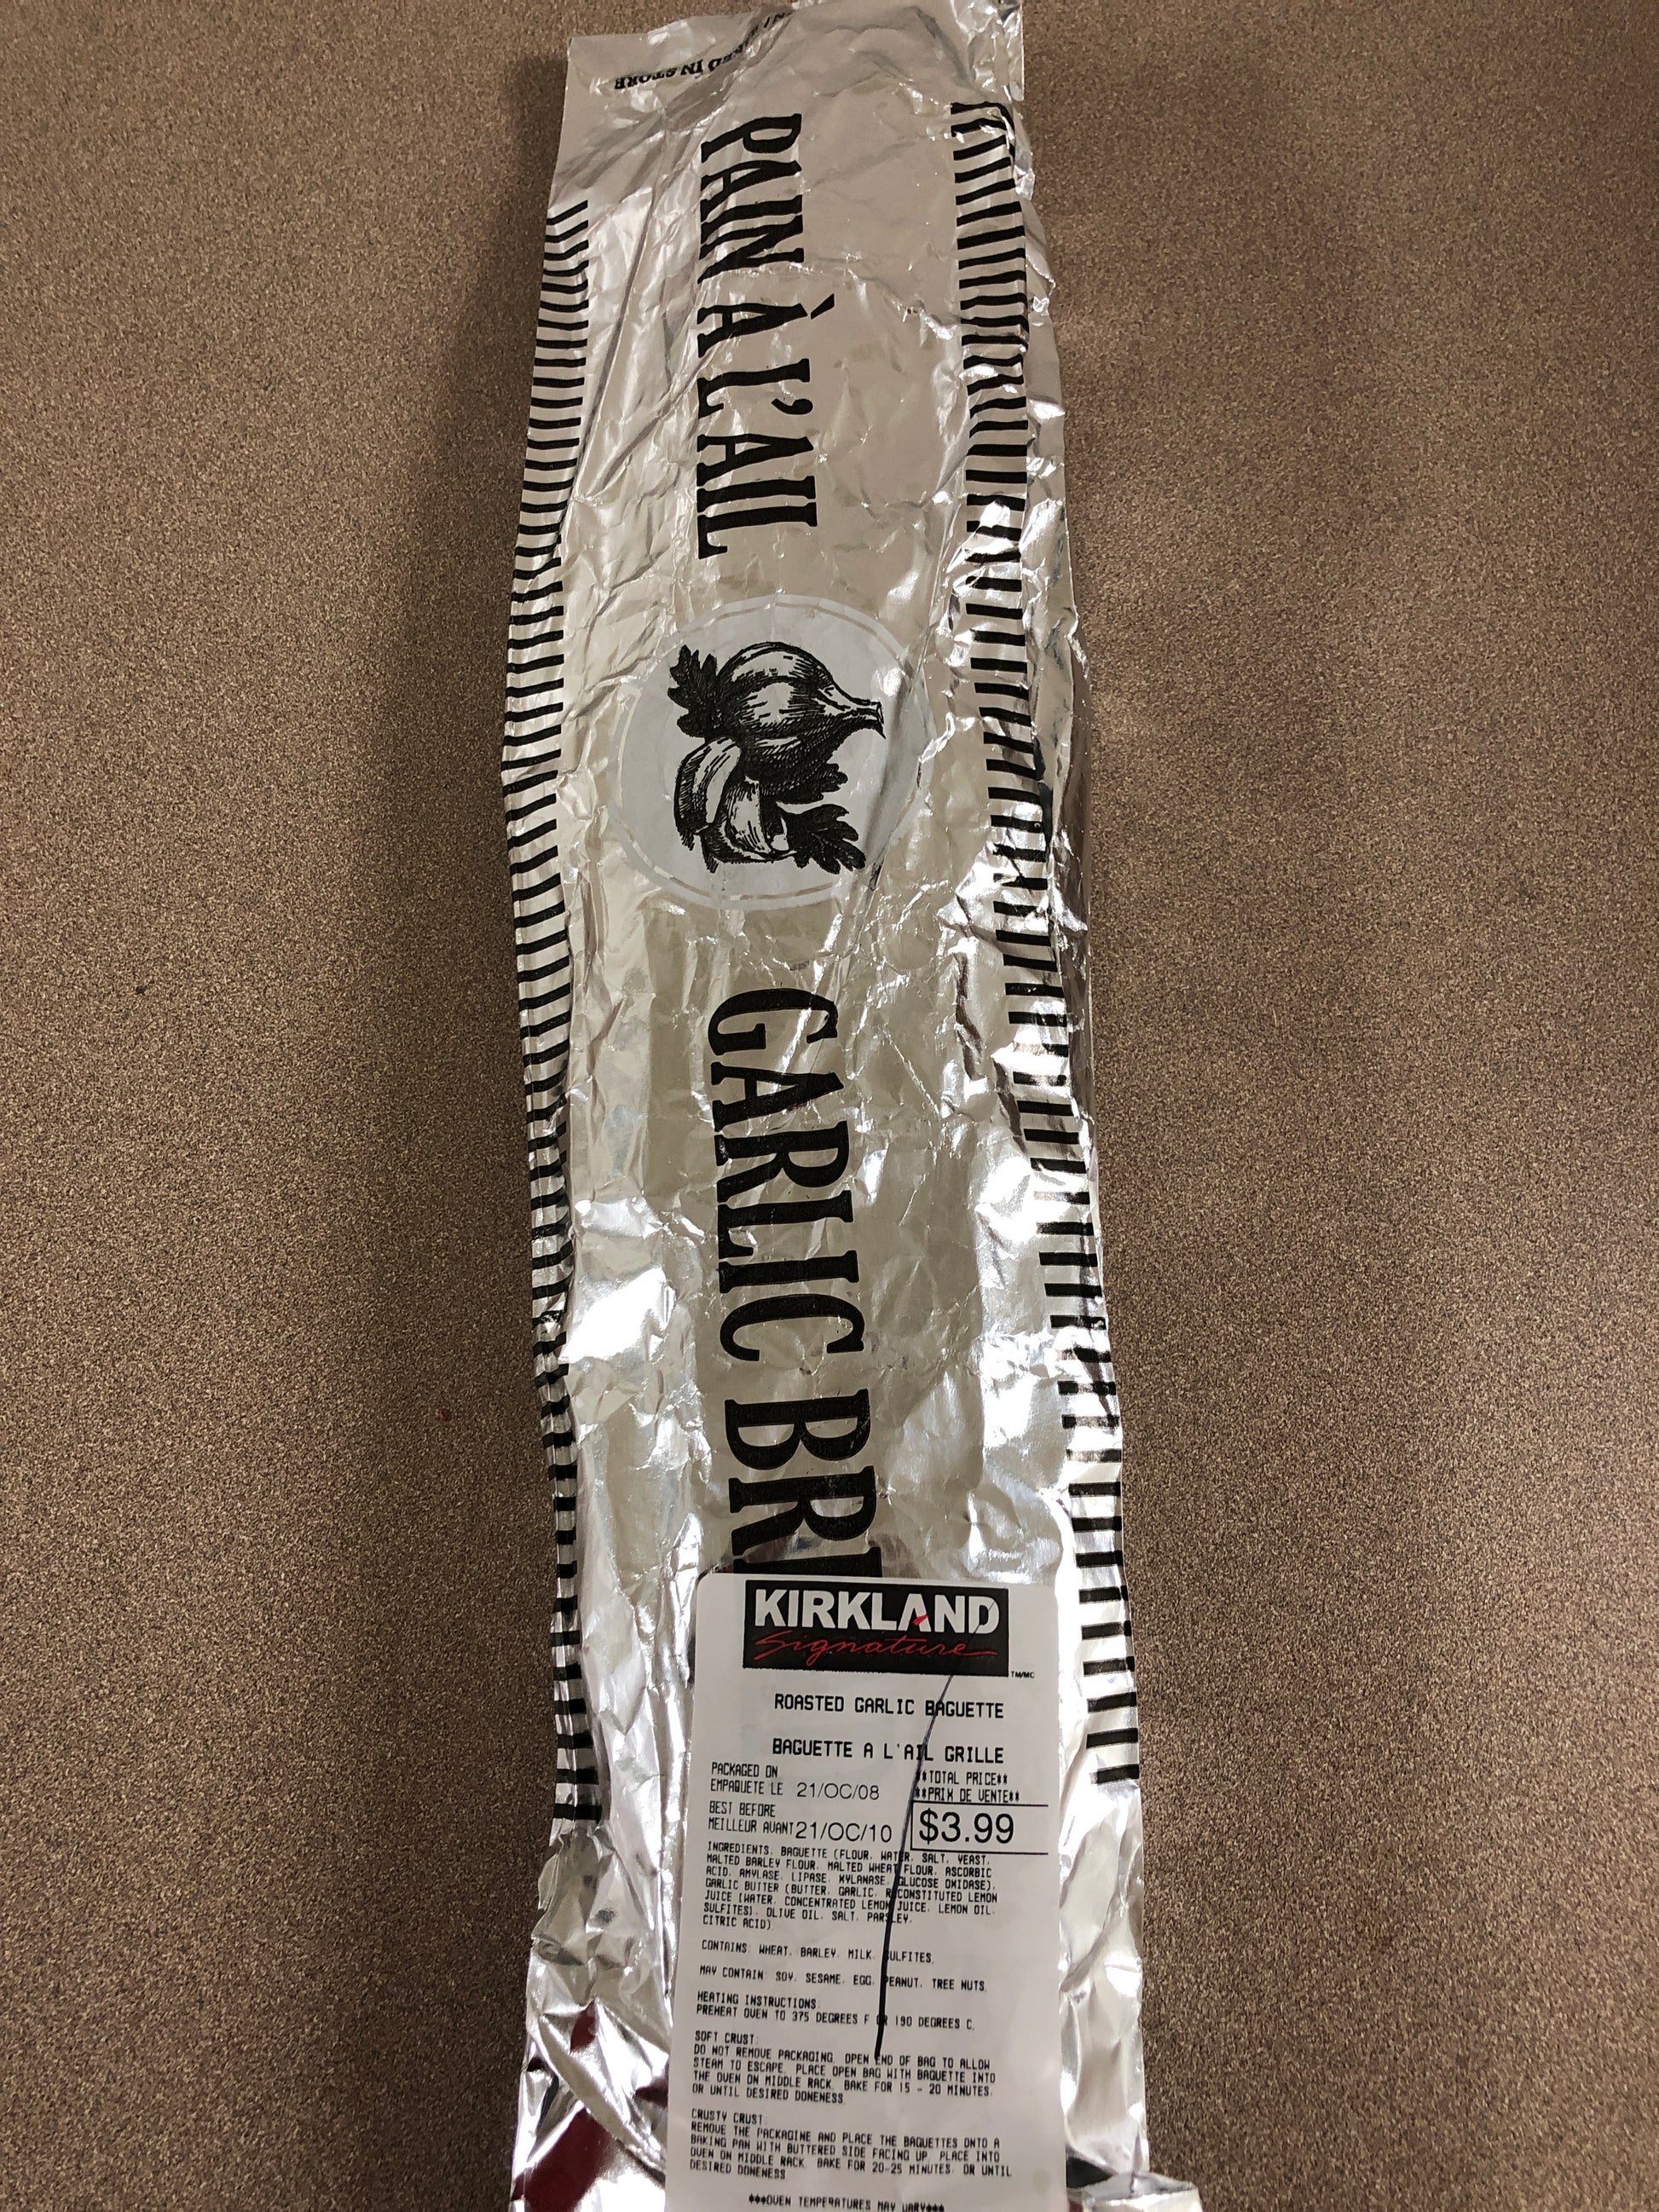 IN STORE
PAIN À L'AIL
GARLIC
KIRKLAND
Signature
TM/MC
ROASTED GARLIC BAGUETTE
BAGUETTE A L'AIL GRILLE
PACKAGED ON
EMPAQUETE LE 21/OC/08
**TOTAL PRICE**
**PRIX DE VENTE**
BEST BEFORE
MEILLEUR AVANT 21/OC/10
$3.99
INGREDIENTS: BAGUETTE (FLOUR, WATER, SALT, YEAST,
MALTED BARLEY FLOUR, MALTED WHEAT FLOUR, ASCORBIC
ACID, AMYLASE, LIPASE, XYLANASE, GLUCOSE OXIDASE),
GARLIC BUTTER (BUTTER, GARLIC, RECONSTITUTED LEMON
JUICE [WATER, CONCENTRATED LEMON JUICE, LEMON OIL,
SULFITES], OLIVE OIL, SALT, PARSLEY,
CITRIC ACID)
CONTAINS: WHEAT, BARLEY, MILK, SULFITES.
MAY CONTAIN: SOY, SESAME, EGG, PEANUT, TREE NUTS.
HEATING INSTRUCTIONS:
PREHEAT OVEN TO 375 DEGREES F OR 190 DEGREES C.
SOFT CRUST:
DO NOT REMOVE PACKAGING. OPEN END OF BAG TO ALLOW
STEAM TO ESCAPE. PLACE OPEN BAG WITH BAGUETTE INTO
THE OVEN ON MIDDLE RACK. BAKE FOR 15 - 20 MINUTES,
OR UNTIL DESIRED DONENESS.
CRUSTY CRUST:
REMOVE THE PACKAGINE AND PLACE THE BAGUETTES ONTO A
BAKING PAN WITH BUTTERED SIDE FACING UP. PLACE INTO
OVEN ON MIDDLE RACK. BAKE FOR 20-25 MINUTES, OR UNTIL
DESIRED DONENESS
***OVEN TEMPERATURES MAY VARY***